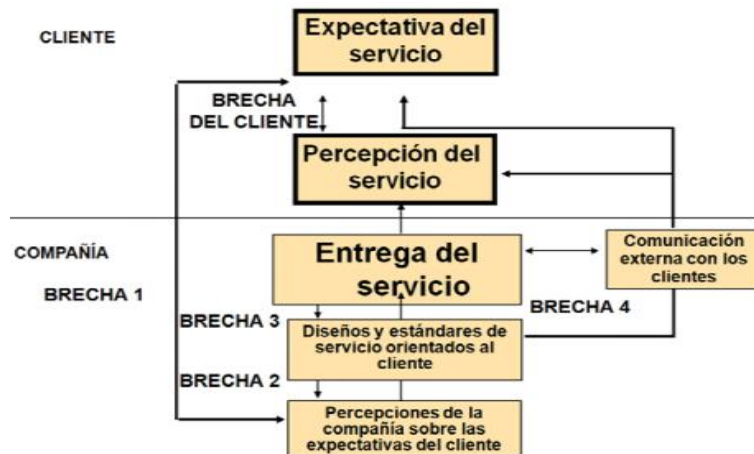 CLIENTE
Expectativa del
servicio
BRECHA
DEL CLIENTE
Percepción del
servicio
COMPAÑÍA
Entrega del
servicio
Comunicación
externa con los
clientes
BRECHA 1
BRECHA 4
BRECHA 3
Diseños y estándares de
servicio orientados al
cliente
BRECHA 2
Percepciones de la
compañía sobre las
expectativas del cliente